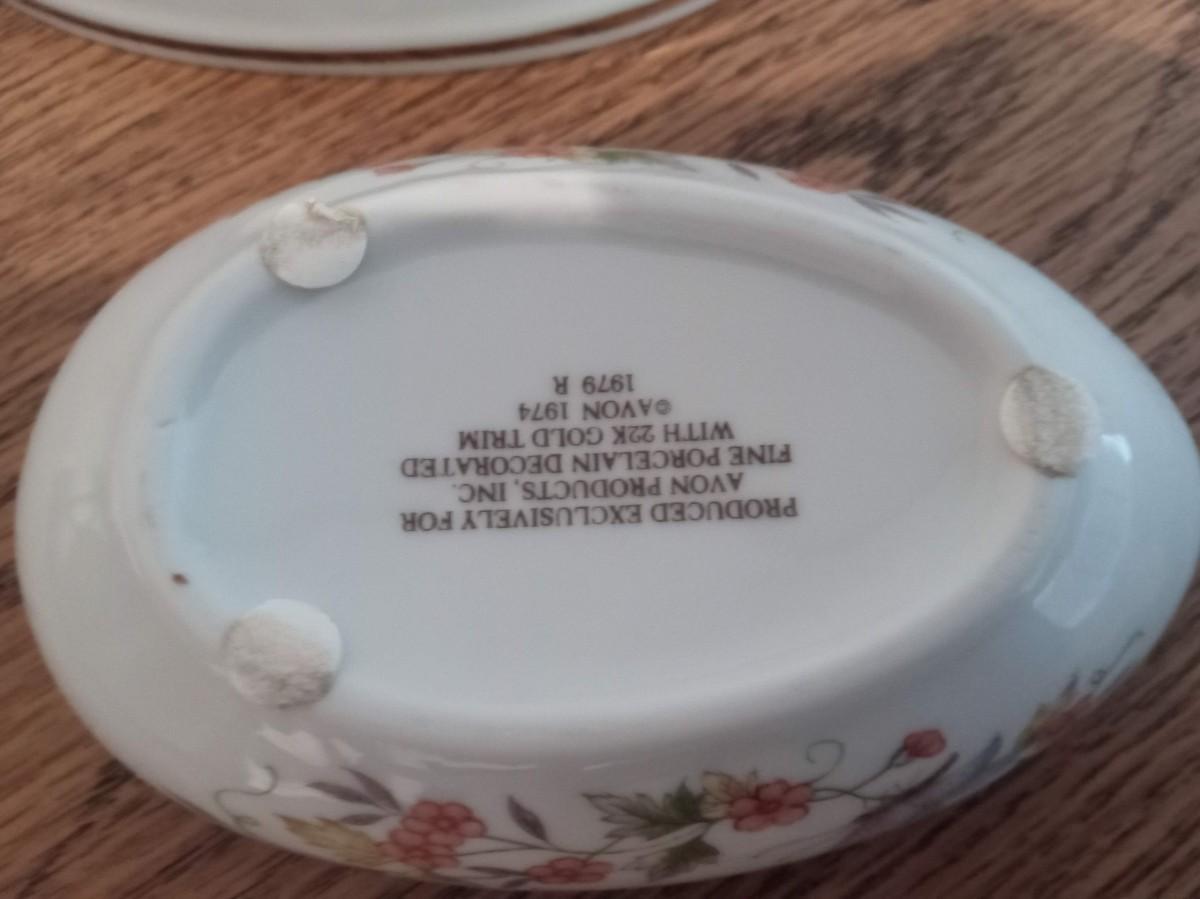 PRODUCED EXCLUSIVELY FOR
AVON PRODUCTS, INC.
FINE PORCELAIN DECORATED
WITH 22K GOLD TRIM
©AVON 1974
1979 R